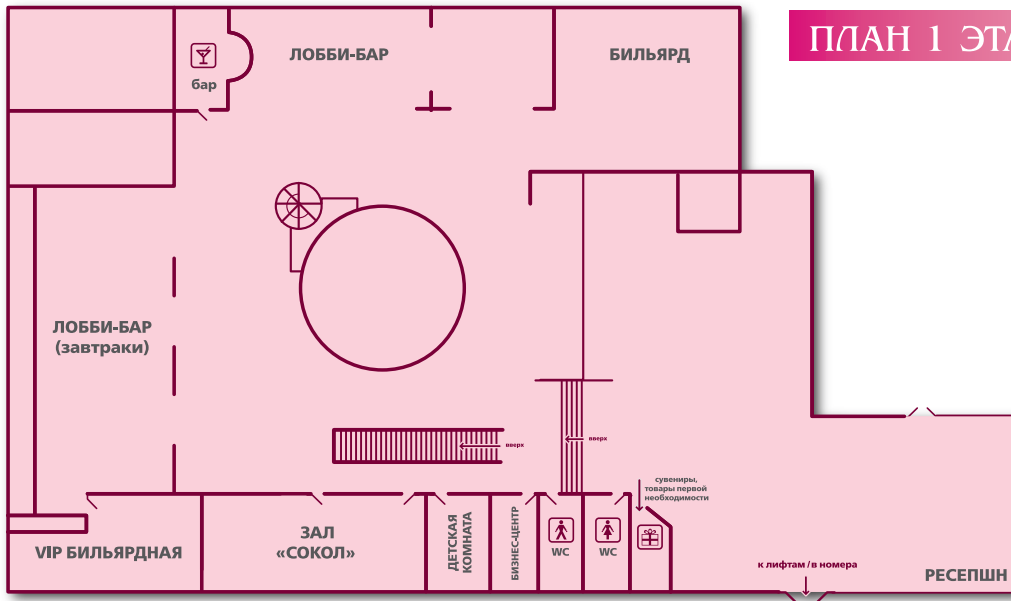 ПЛАН 1 ЭТА
ЛОББИ-БАР
БИЛЬЯРД
бар
ЛОББИ-БАР
(завтраки)
вверх
вверх
сувениры,
товары первой
необходимости
VIP БИЛЬЯРДНАЯ
ЗАЛ
«СОКОЛ»
ДЕТСКАЯ
КОМНАТА
БИЗНЕС-ЦЕНТР
WC
WC
к лифтам / в номера
РЕСЕПШН